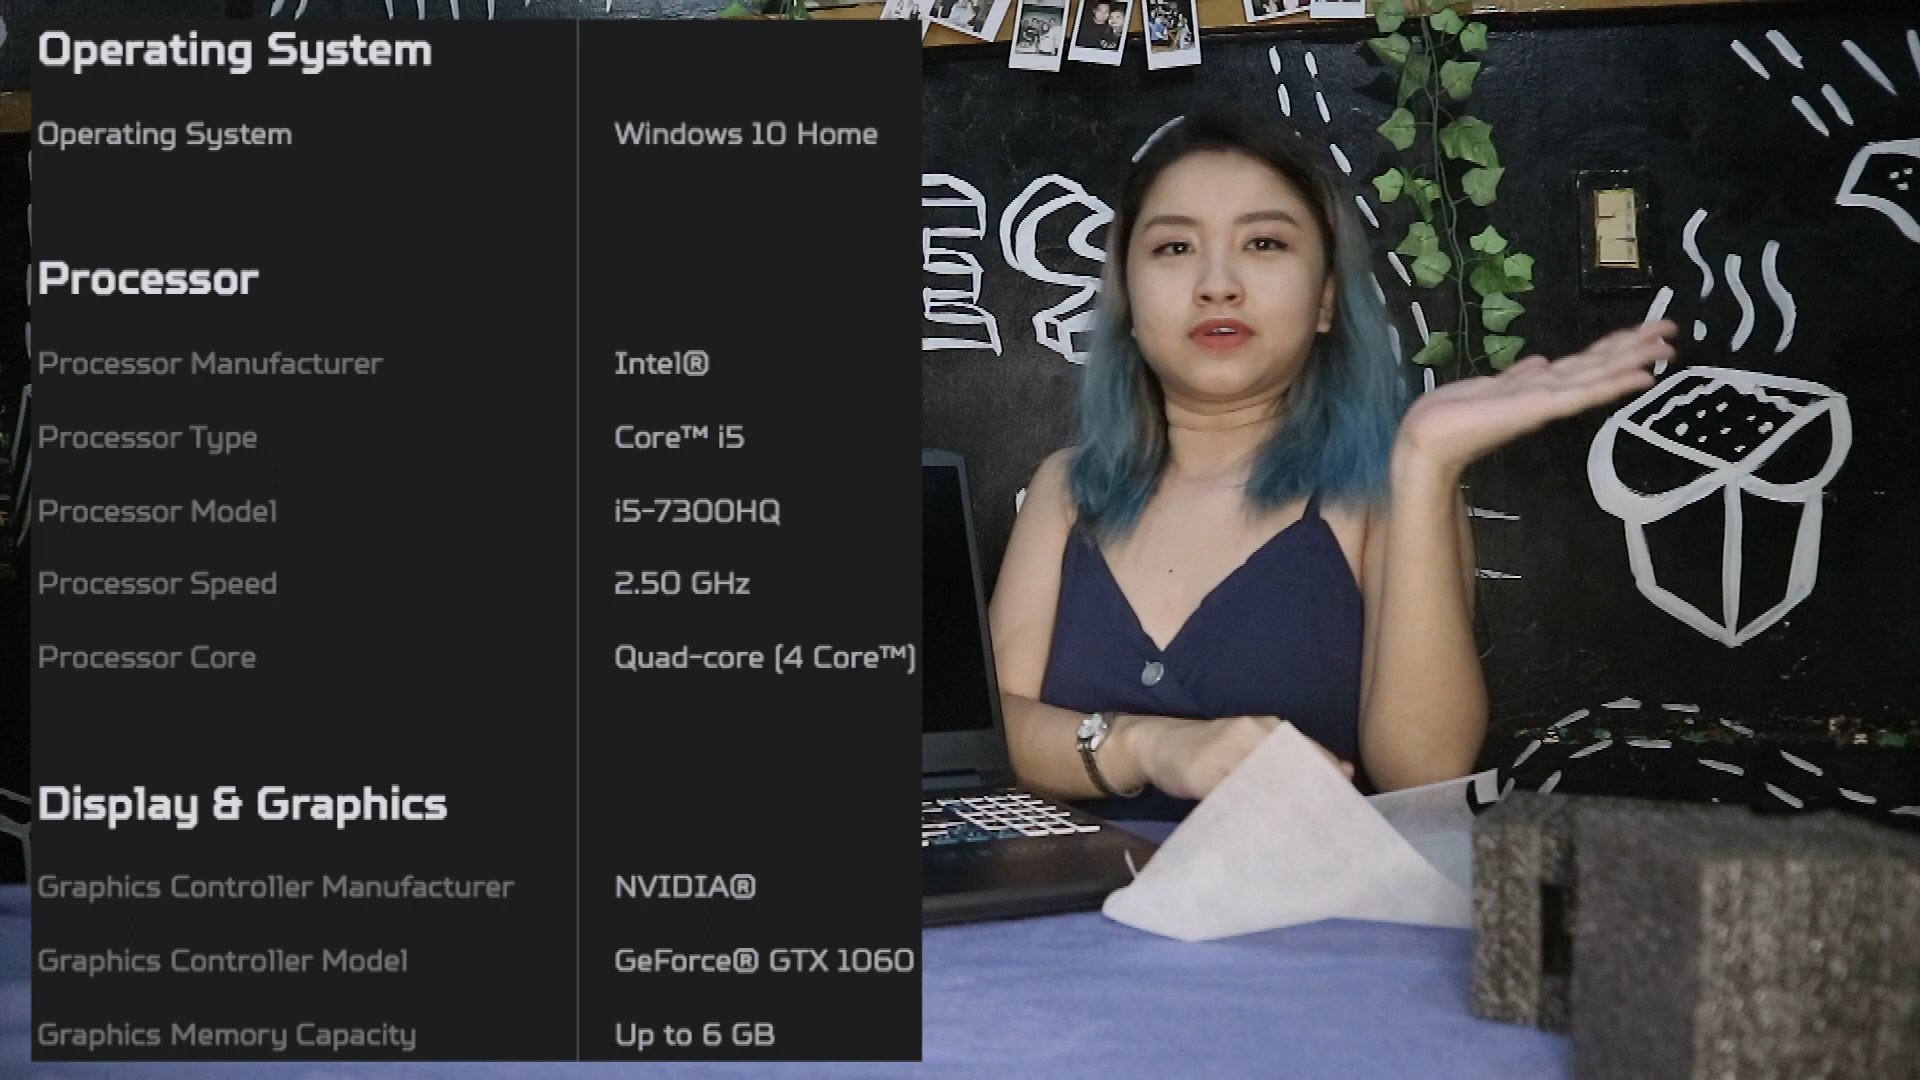 Operating System
Operating System Windows 10 Home
Processor
Processor Manufacturer Intel®
Processor Type Core™ i5
Processor Model i5-7300HQ
Processor Speed 2.50 GHz
Processor Core Quad-core (4 Core™)
Display & Graphics
Graphics Controller Manufacturer NVIDIA®
Graphics Controller Model GeForce® GTX 1060
Graphics Memory Capacity Up to 6 GB
ES